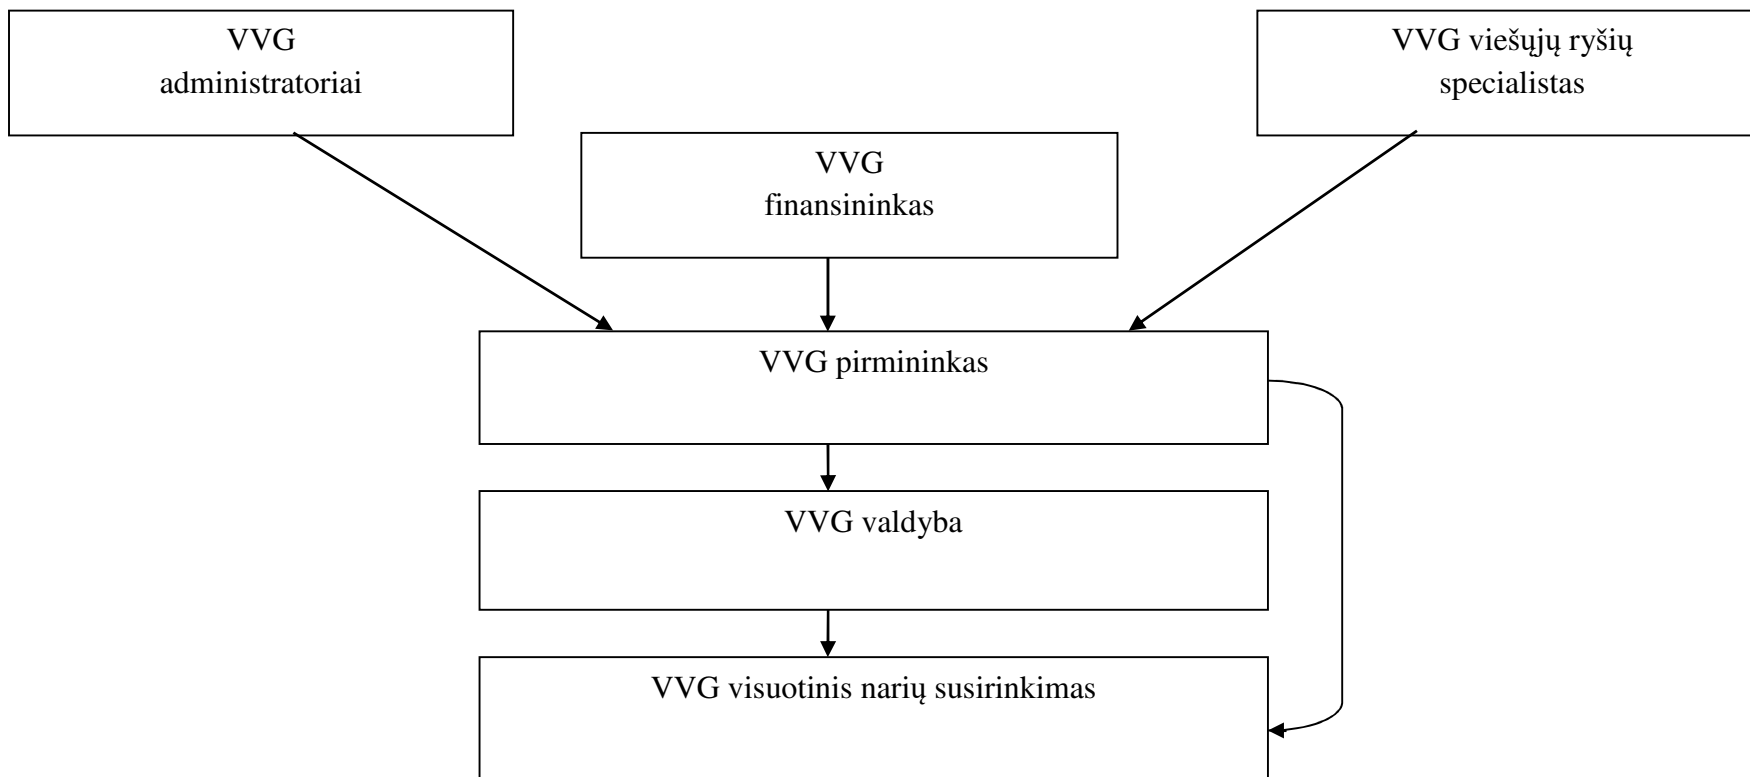 VVG
administratoriai
VVG viešųjų ryšių
specialistas
VVG
finansininkas
VVG pirmininkas
VVG valdyba
VVG visuotinis narių susirinkimas